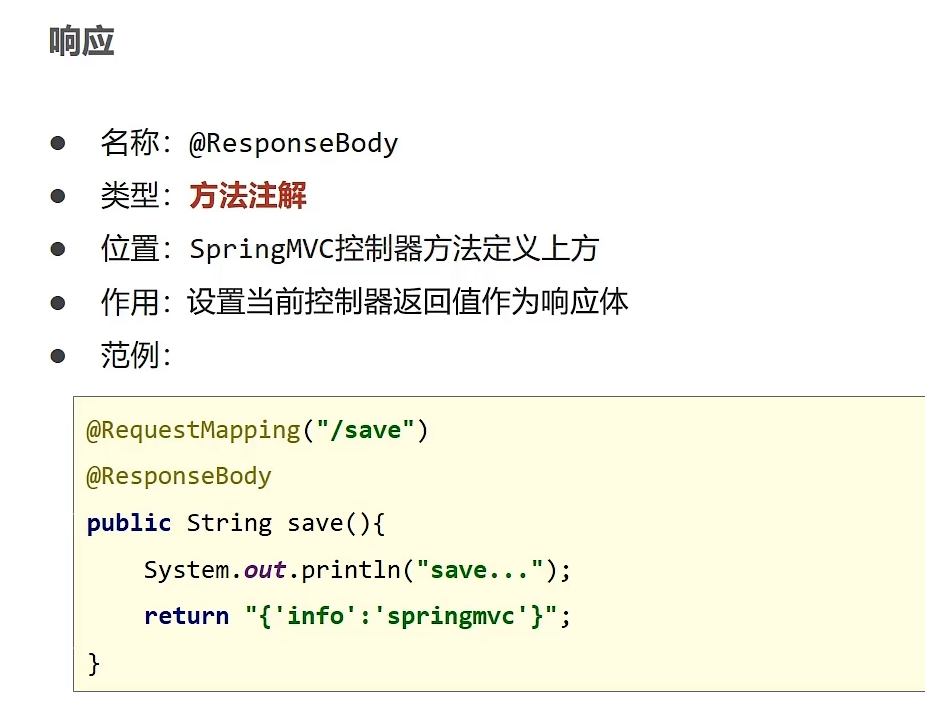 响应
● 名称：@ResponseBody
● 类型：方法注解
● 位置：SpringMVC控制器方法定义上方
● 作用：设置当前控制器返回值作为响应体
● 范例：
@RequestMapping("/save")
@ResponseBody
public String save(){
    System.out.println("save...");
    return "{'info':'springmvc'}";
}